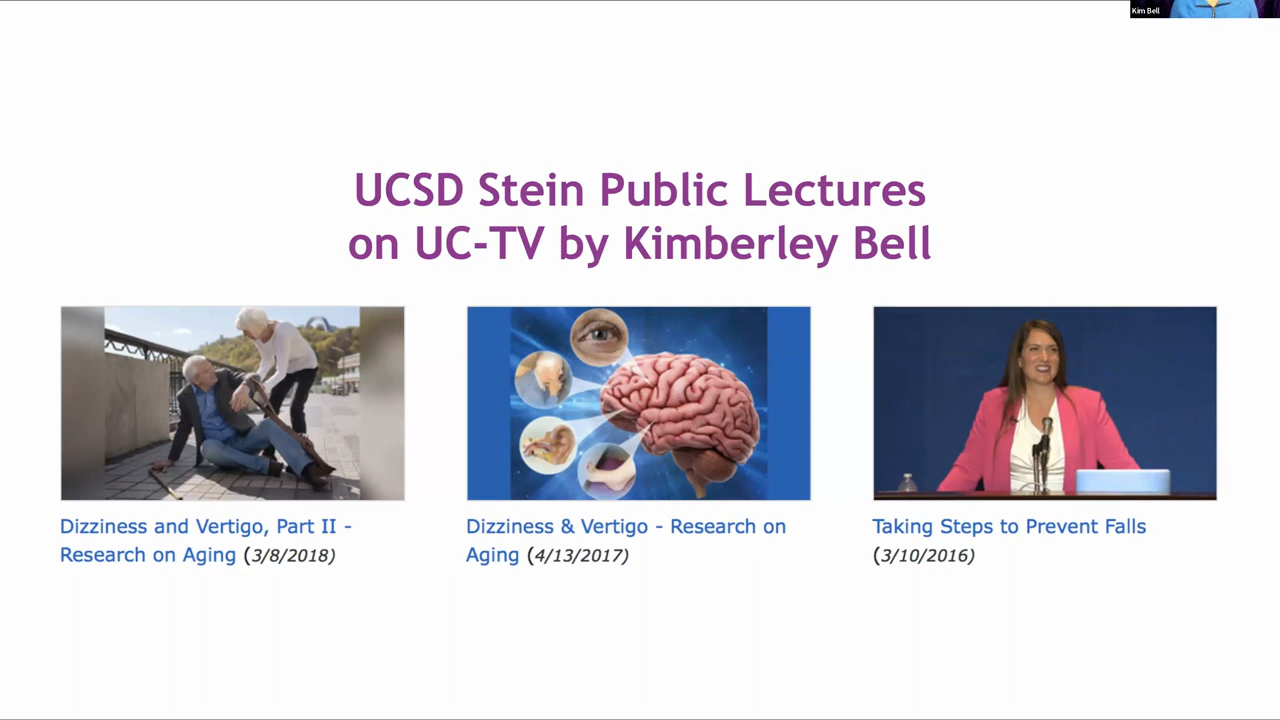 Kim Bell
UCSD Stein Public Lectures
on UC-TV by Kimberley Bell
Dizziness and Vertigo, Part II -
Research on Aging (3/8/2018)
Dizziness & Vertigo - Research on
Aging (4/13/2017)
Taking Steps to Prevent Falls
(3/10/2016)